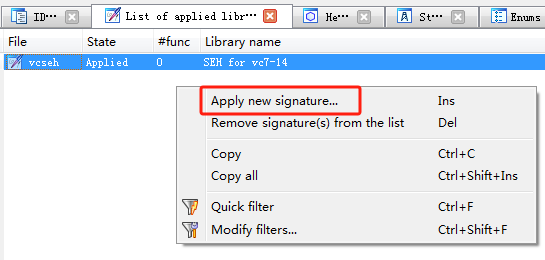 ID⋯ List of applied libr⋯ He⋯ St⋯ Enums
File State #func Library name
vcseh Applied 0 SEH for vc7-14
Apply new signature... Ins
Remove signature(s) from the list Del
Copy Ctrl+C
Copy all Ctrl+Shift+Ins
Quick filter Ctrl+F
Modify filters... Ctrl+Shift+F